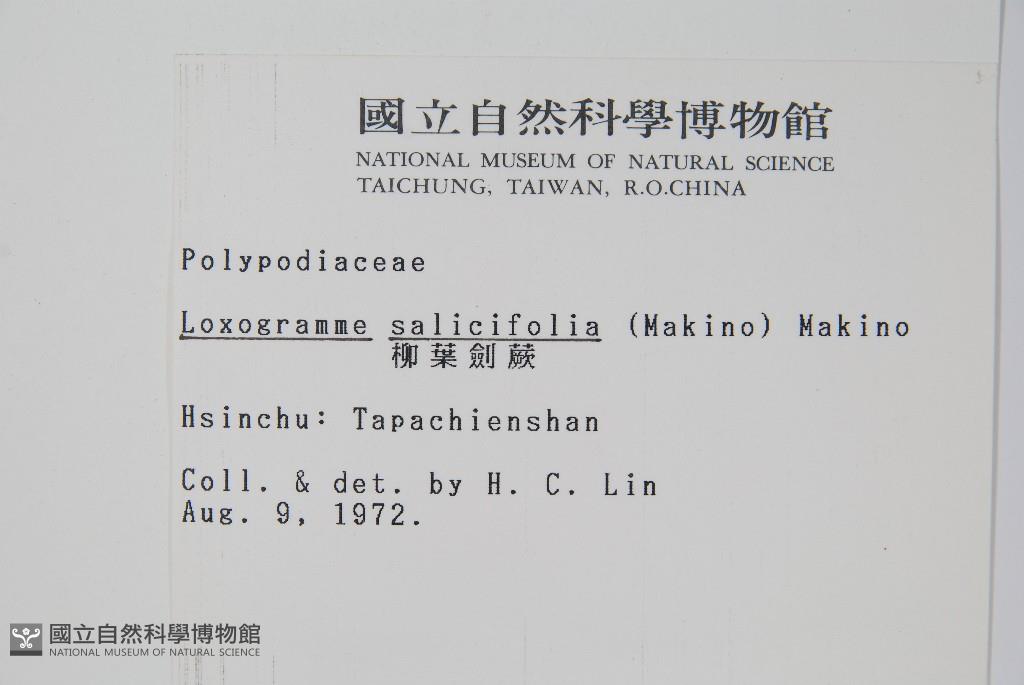 國立自然科學博物館
NATIONAL MUSEUM OF NATURAL SCIENCE
TAICHUNG, TAIWAN, R.O.CHINA
Polypodiaceae
Loxogramme salicifolia (Makino) Makino
柳葉劍蕨
Hsinchu: Tapachienshan
Coll. & det. by H. C. Lin
Aug. 9, 1972.
國立自然科學博物館
NATIONAL MUSEUM OF NATURAL SCIENCE